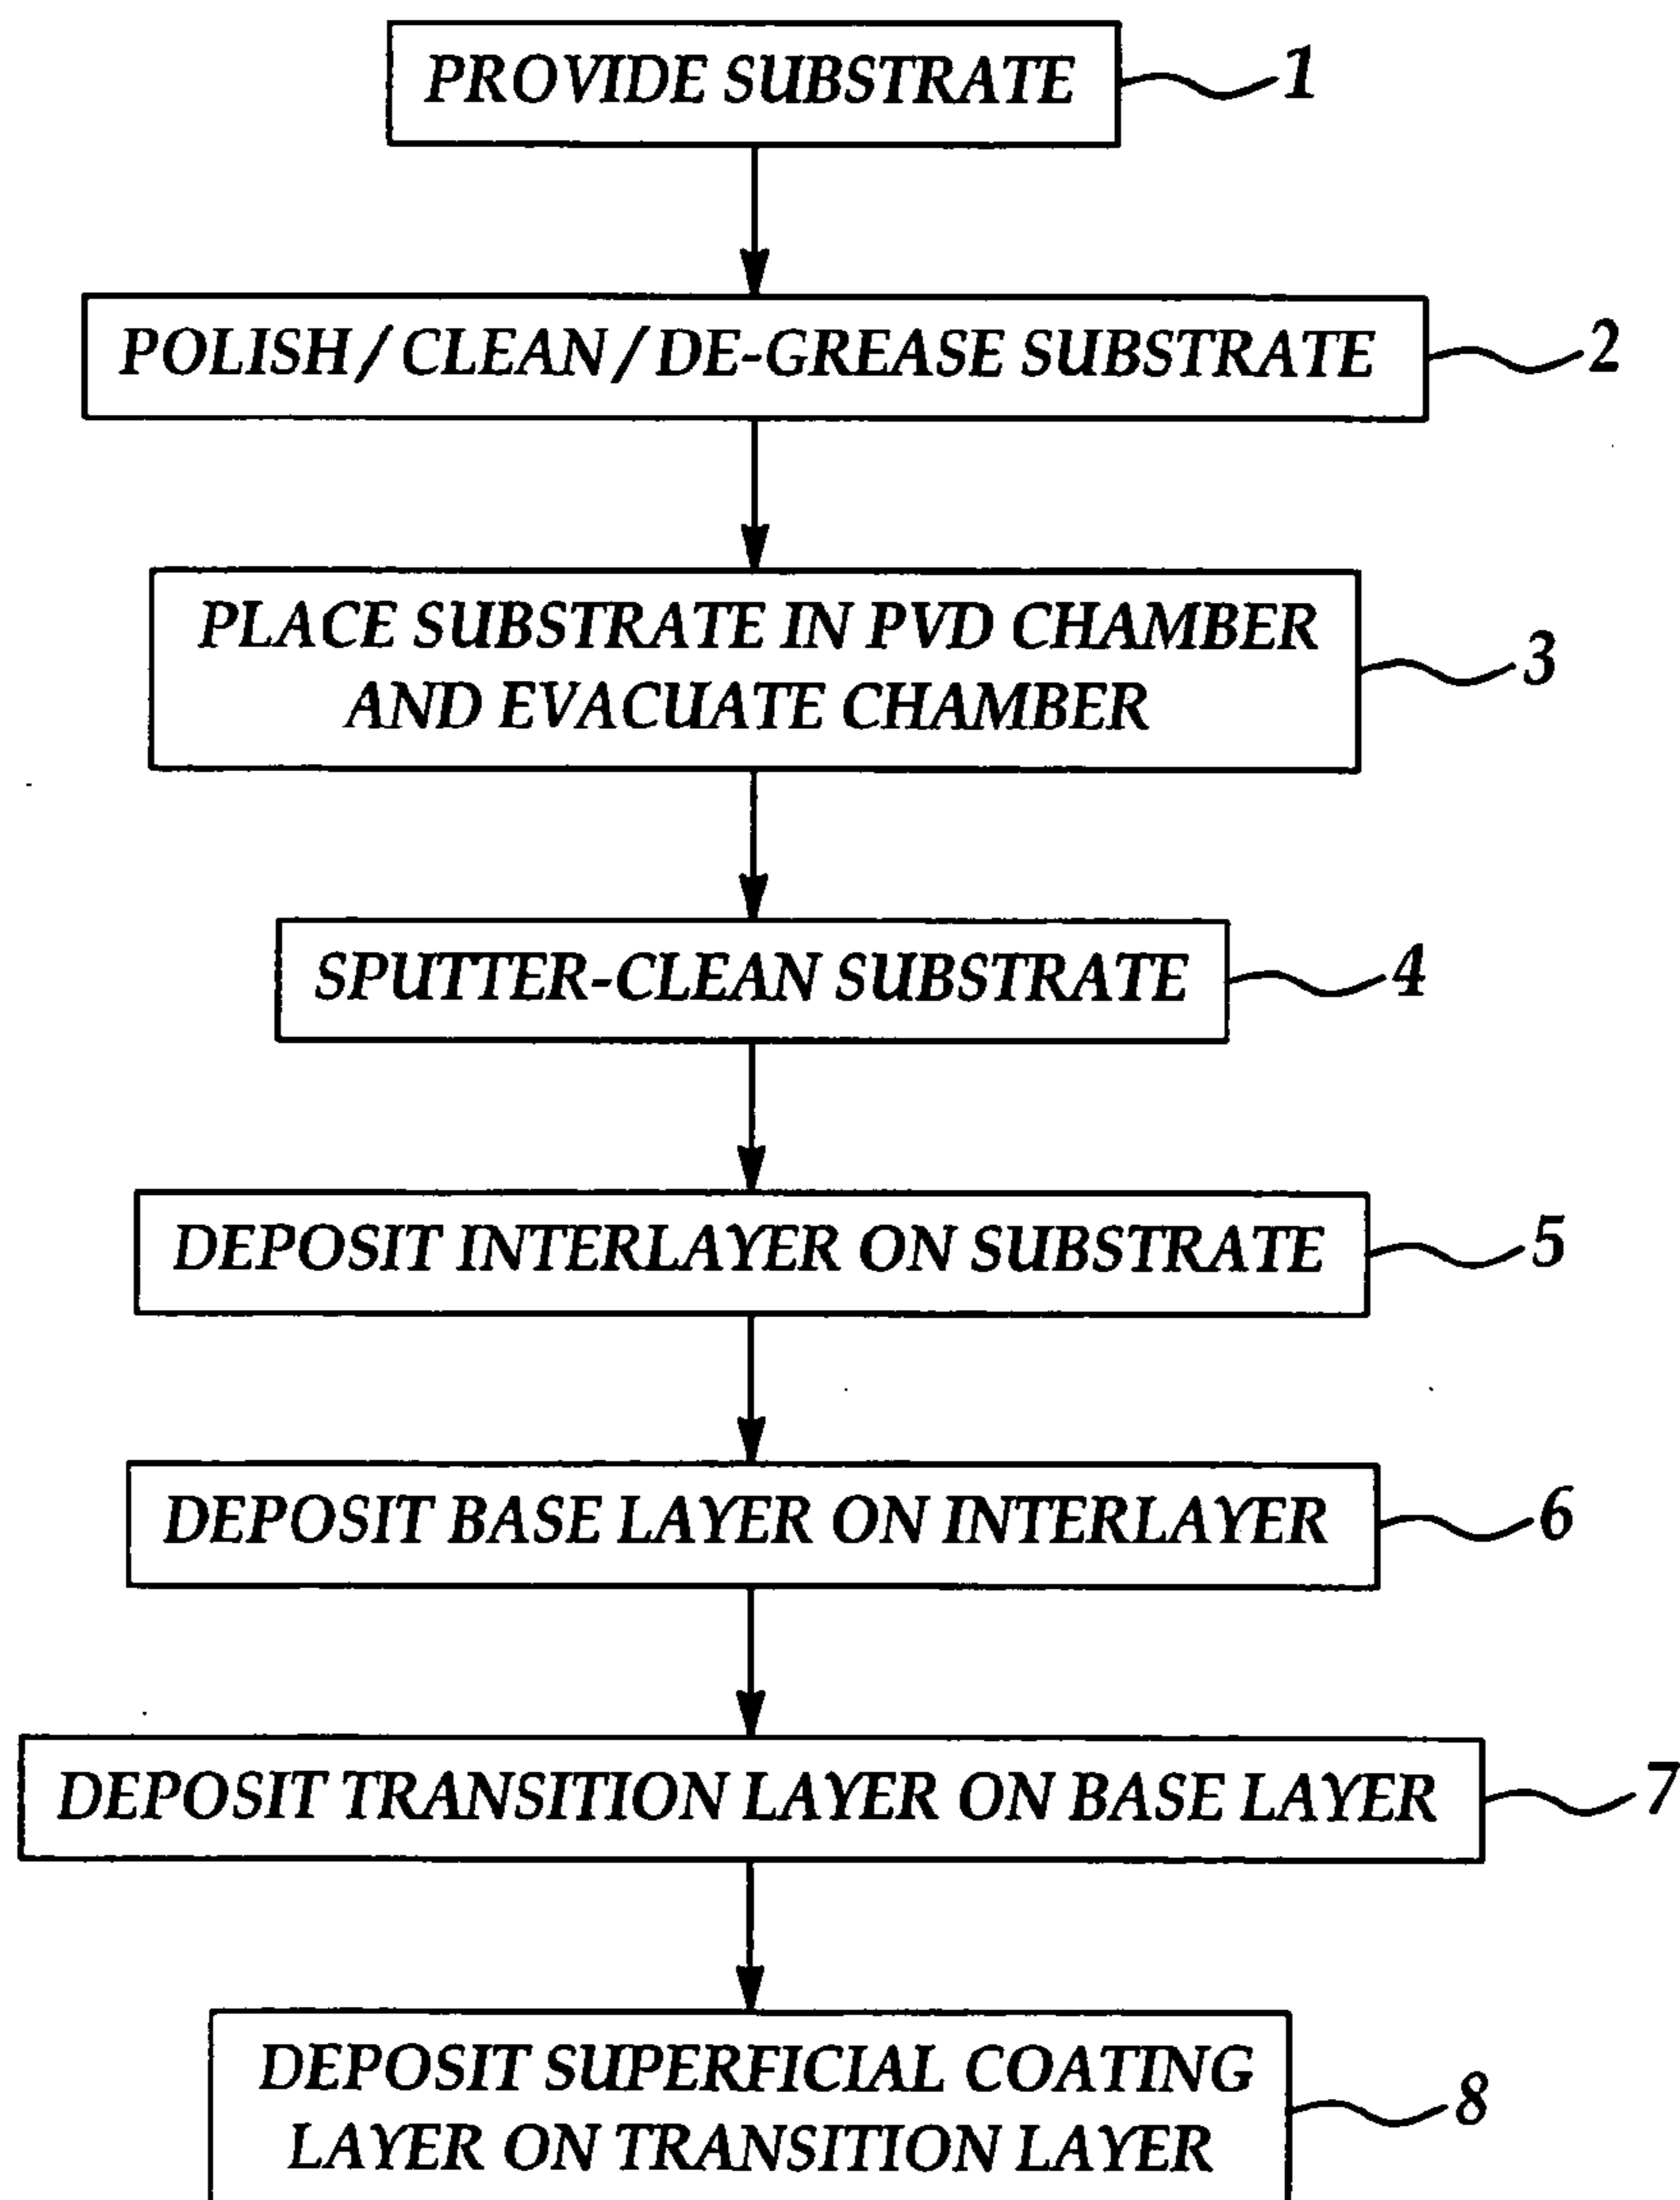 PROVIDE SUBSTRATE 1
POLISH/CLEAN/DE-GREASE SUBSTRATE 2
PLACE SUBSTRATE IN PVD CHAMBER
AND EVACUATE CHAMBER 3
SPUTTER-CLEAN SUBSTRATE 4
DEPOSIT INTERLAYER ON SUBSTRATE 5
DEPOSIT BASE LAYER ON INTERLAYER 6
DEPOSIT TRANSITION LAYER ON BASE LAYER 7
DEPOSIT SUPERFICIAL COATING
LAYER ON TRANSITION LAYER 8